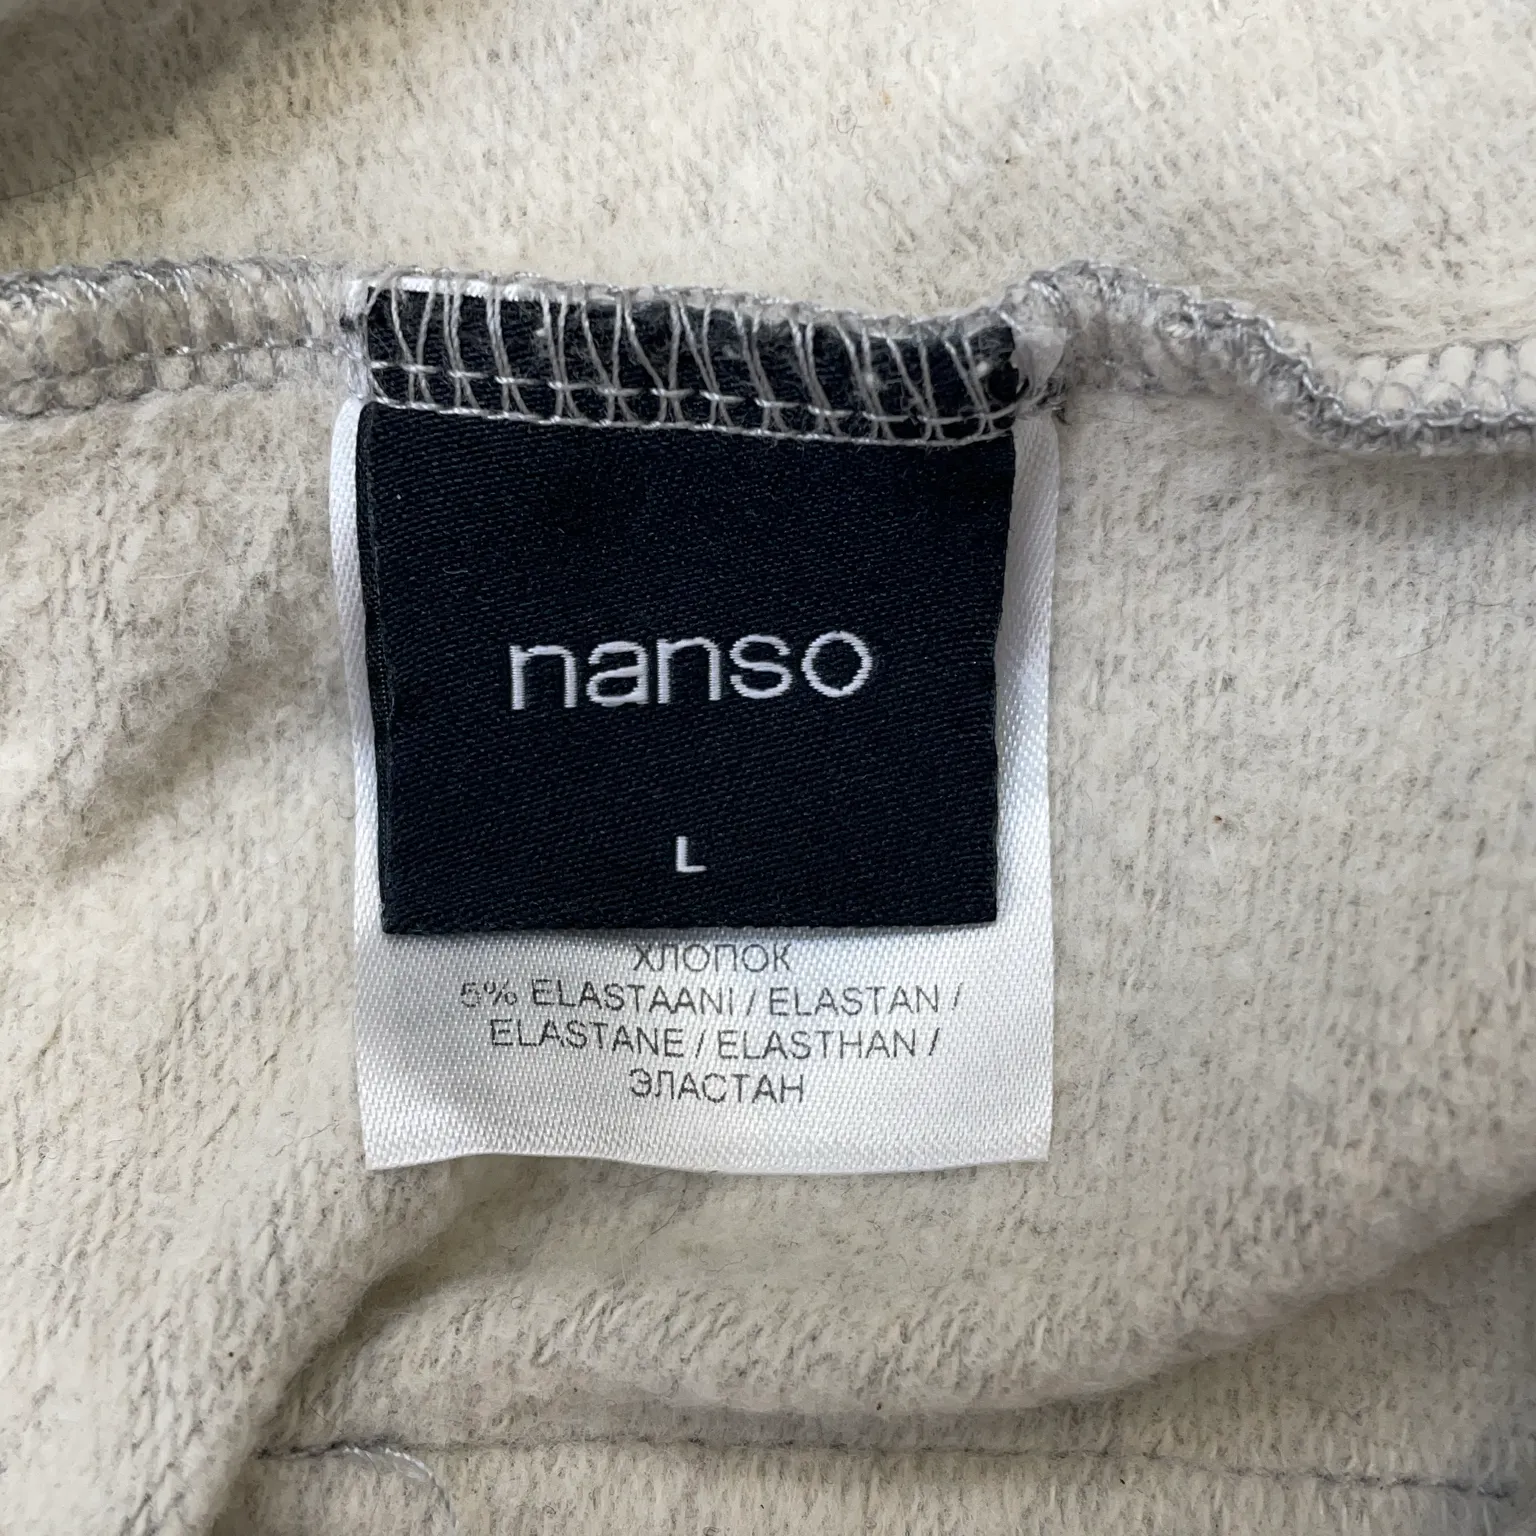 nanso
L
ХЛОПОК
5% ELASTAANI / ELASTAN /
ELASTANE / ELASTHAN /
ЭЛАСТАН